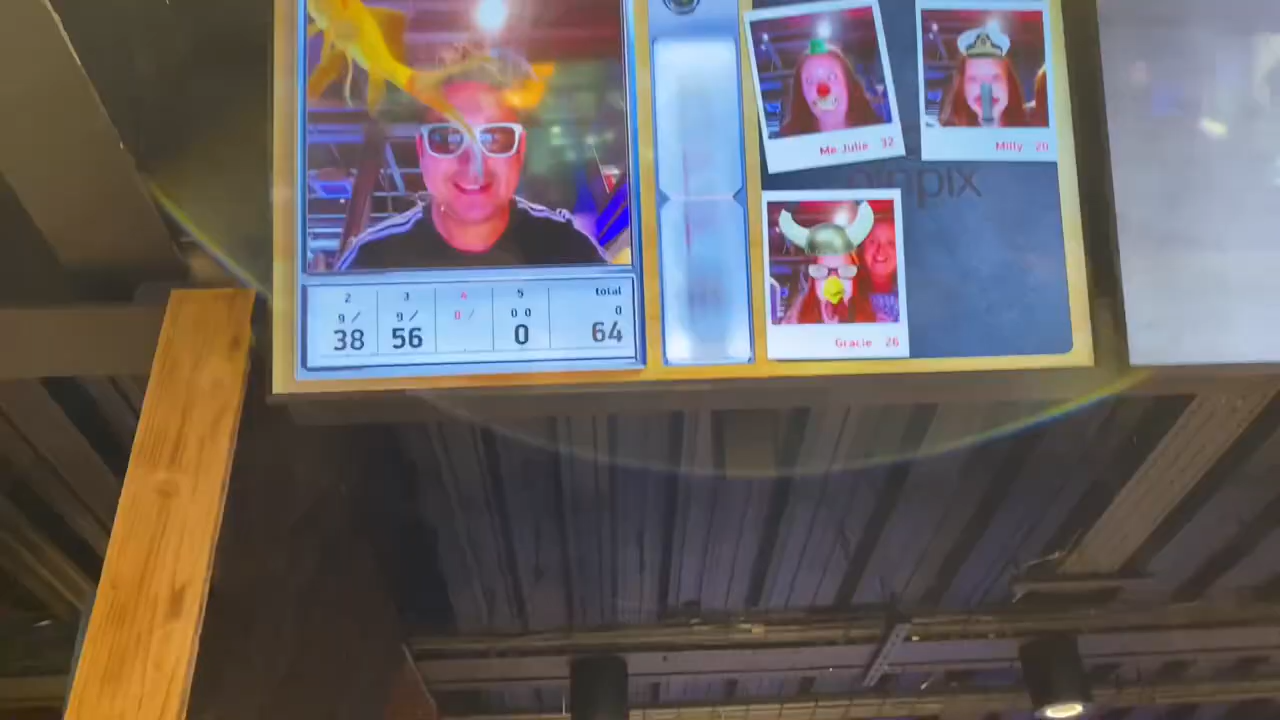 2 3 4 5 total
9 / 9 / 0 / 0 0 0
38 56 0 64
Me Julie 32
Milly 20
pinpix
Gracie 26